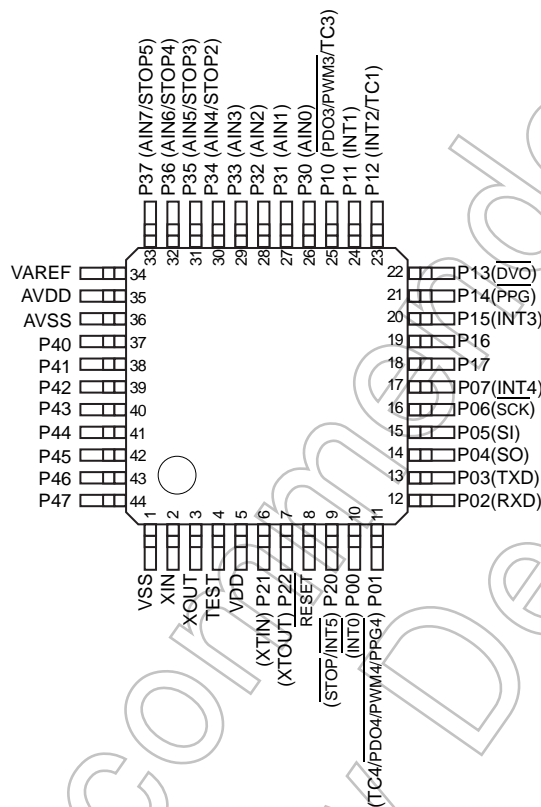 P37 (AIN7/STOP5)
P36 (AIN6/STOP4)
P35 (AIN5/STOP3)
P34 (AIN4/STOP2)
P33 (AIN3)
P32 (AIN2)
P31 (AIN1)
P30 (AIN0)
P10 (PDO3/PWM3/TC3)
P11 (INT1)
P12 (INT2/TC1)
33
32
31
30
29
28
27
26
25
24
23
VAREF 34
AVDD 35
AVSS 36
P40 37
P41 38
P42 39
P43 40
P44 41
P45 42
P46 43
P47 44
22 P13(DVO)
21 P14(PPG)
20 P15(INT3)
19 P16
18 P17
17 P07(INT4)
16 P06(SCK)
15 P05(SI)
14 P04(SO)
13 P03(TXD)
12 P02(RXD)
1
2
3
4
5
6
7
8
9
10
11
VSS
XIN
XOUT
TEST
VDD
(XTIN) P21
(XTOUT) P22
RESET
(STOP/INT5) P20
(INT0) P00
(TC4/PDO4/PWM4/PPG4) P01
commende
D